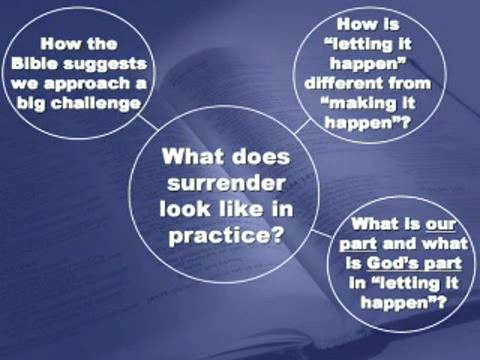 How the
Bible suggests
we approach a
big challenge
How is
“letting it
happen”
different from
“making it
happen”?
What does
surrender
look like in
practice?
What is our
part and what
is God’s part
in “letting it
happen”?